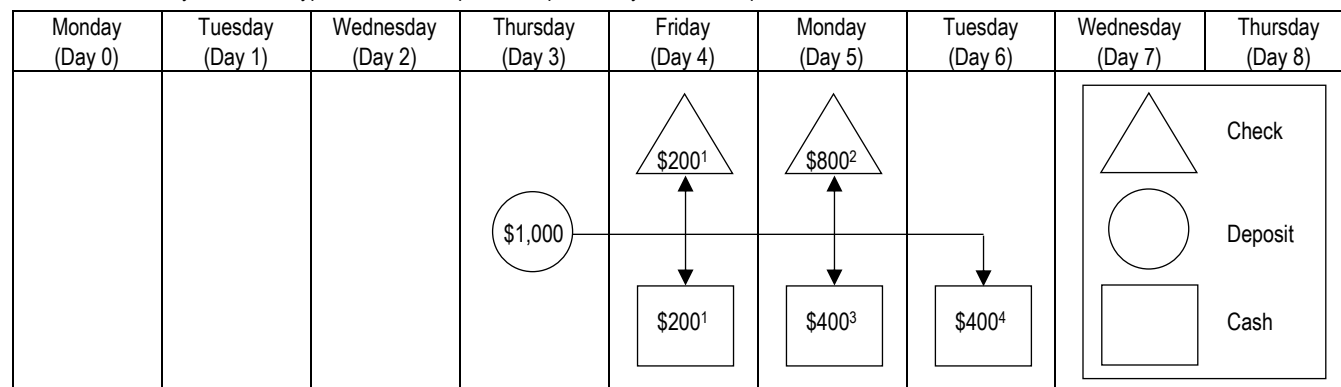 Monday Tuesday Wednesday Thursday Friday Monday Tuesday Wednesday Thursday
(Day 0) (Day 1) (Day 2) (Day 3) (Day 4) (Day 5) (Day 6) (Day 7) (Day 8)
$200¹ $800² Check
$1,000 Deposit
$200¹ $400³ $400⁴ Cash